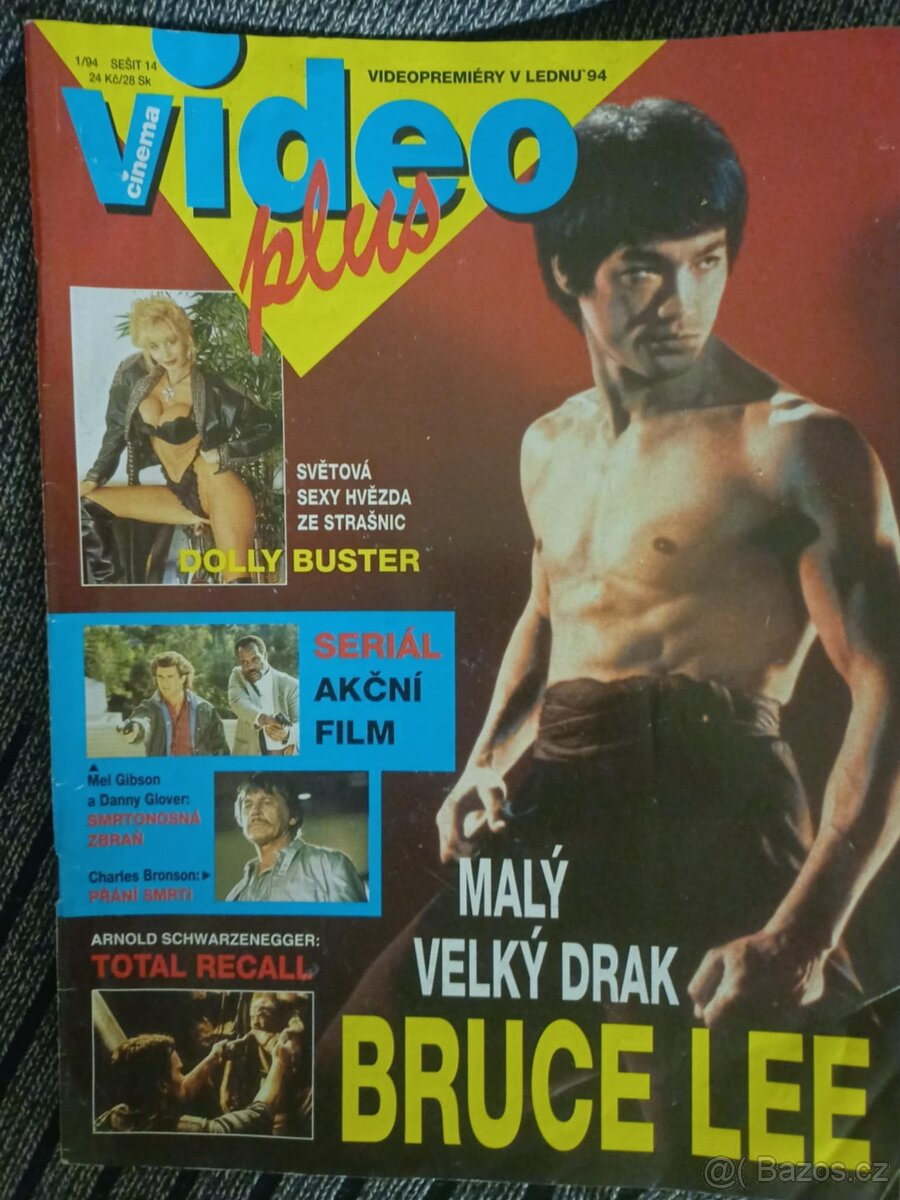 1/94 SEŠIT 14
24 Kč/28 Sk
VIDEOPREMIÉRY V LEDNU`94
video
cinema
plus
SVĚTOVÁ
SEXY HVĚZDA
ZE STRAŠNIC
DOLLY BUSTER
SERIÁL
AKČNÍ
FILM
Mel Gibson
a Danny Glover:
SMRTONOSNÁ
ZBRAŇ
Charles Bronson:
PŘÁNÍ SMRTI
ARNOLD SCHWARZENEGGER:
TOTAL RECALL
MALÝ
VELKÝ DRAK
BRUCE LEE
@( Bazos.cz